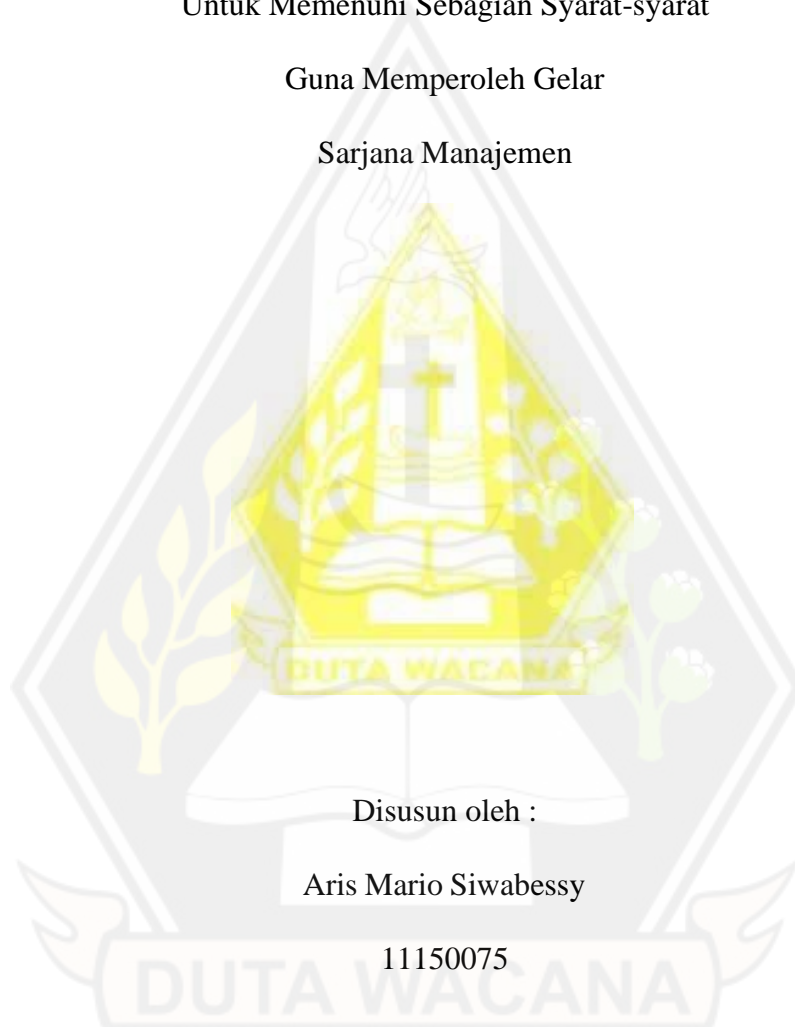 Untuk Memenuhi Sebagian Syarat-syarat
Guna Memperoleh Gelar
Sarjana Manajemen
DUTA WACANA
Disusun oleh :
Aris Mario Siwabessy
11150075
DUTA WACANA